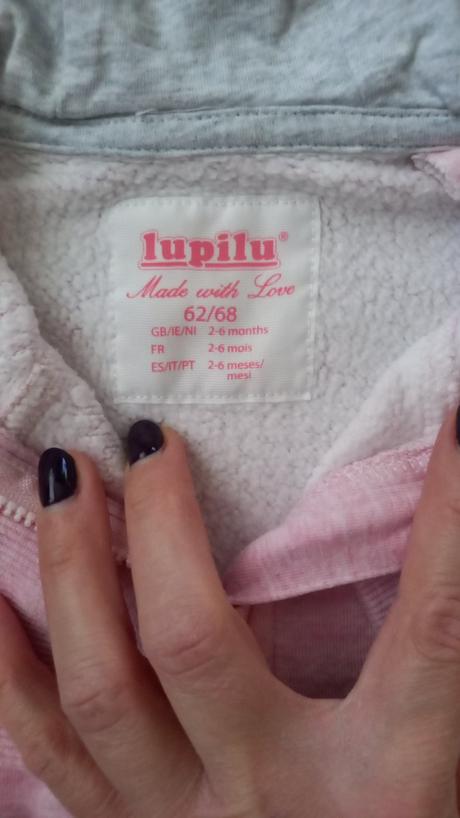 lupilu®
Made with Love
62/68
GB/IE/NI 2-6 months
FR 2-6 mois
ES/IT/PT 2-6 meses/
mesi